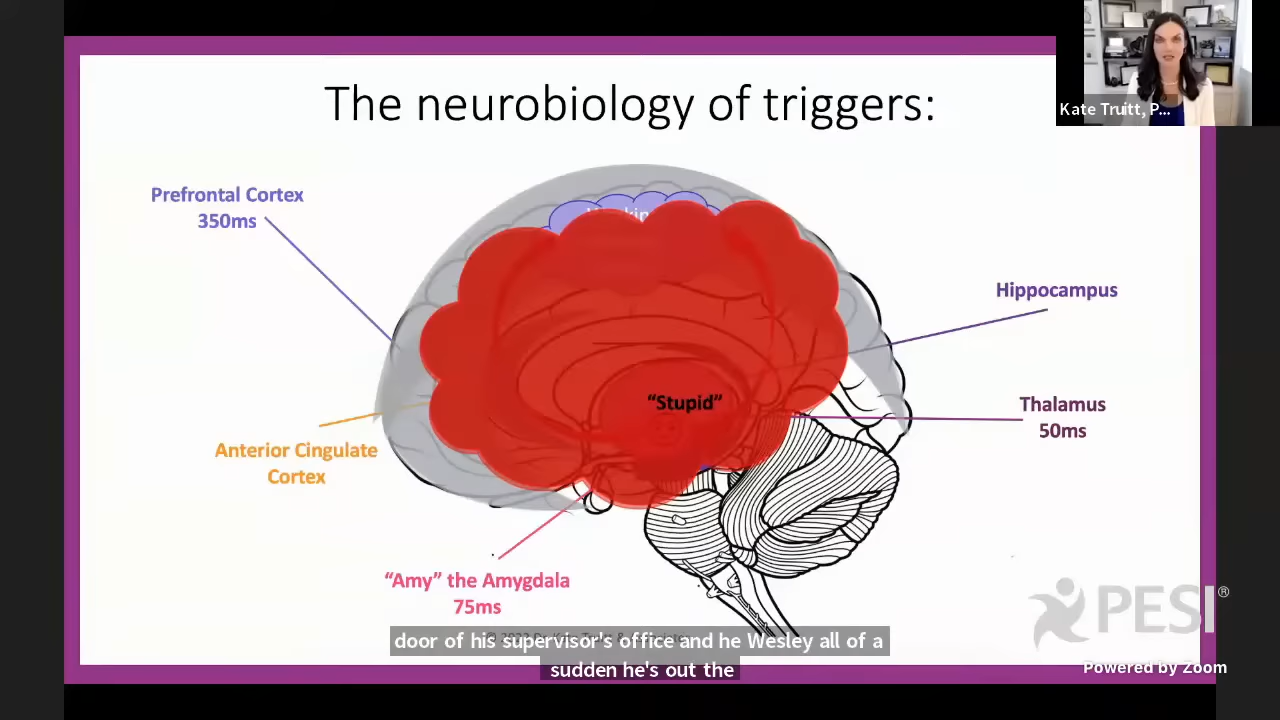 The neurobiology of triggers:
Kate Truitt, P...
Prefrontal Cortex
350ms
Hippocampus
"Stupid"
Thalamus
50ms
Anterior Cingulate
Cortex
"Amy" the Amygdala
75ms
PESI®
door of his supervisor's office and he Wesley all of a
sudden he's out the
Powered by Zoom